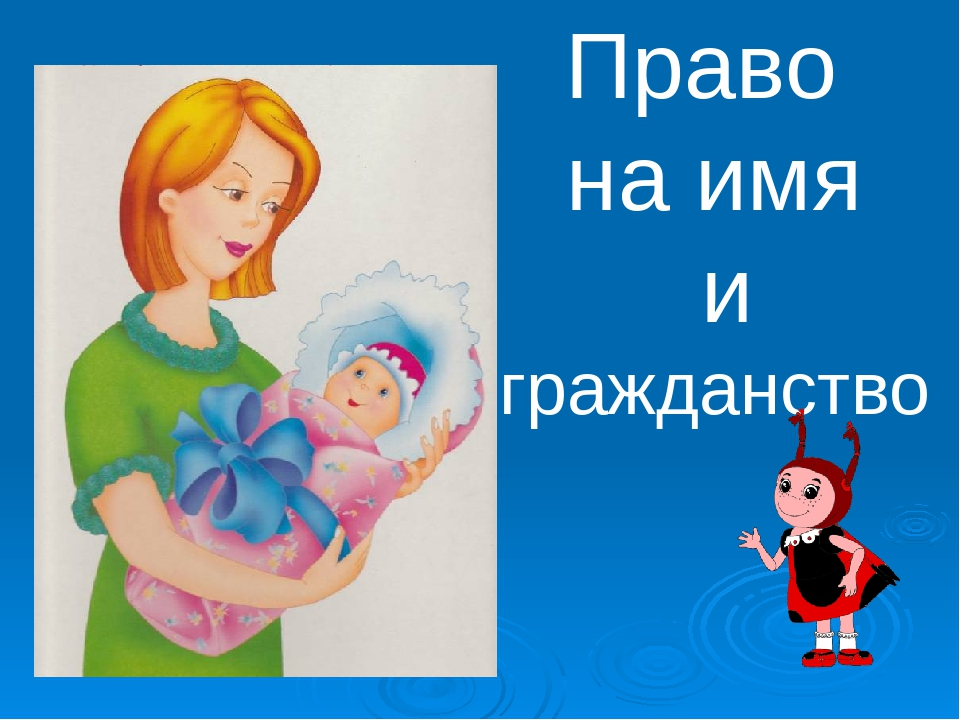 Право
на имя
и
гражданство